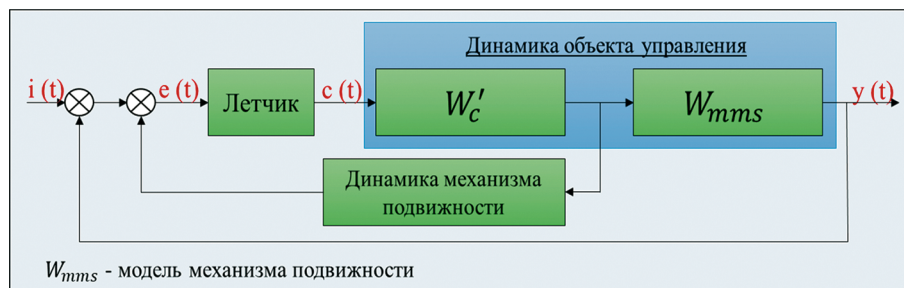 Динамика объекта управления
i (t)
e (t)
Летчик
c (t)
W′c
Wmms
y (t)
Динамика механизма
подвижности
Wmms - модель механизма подвижности